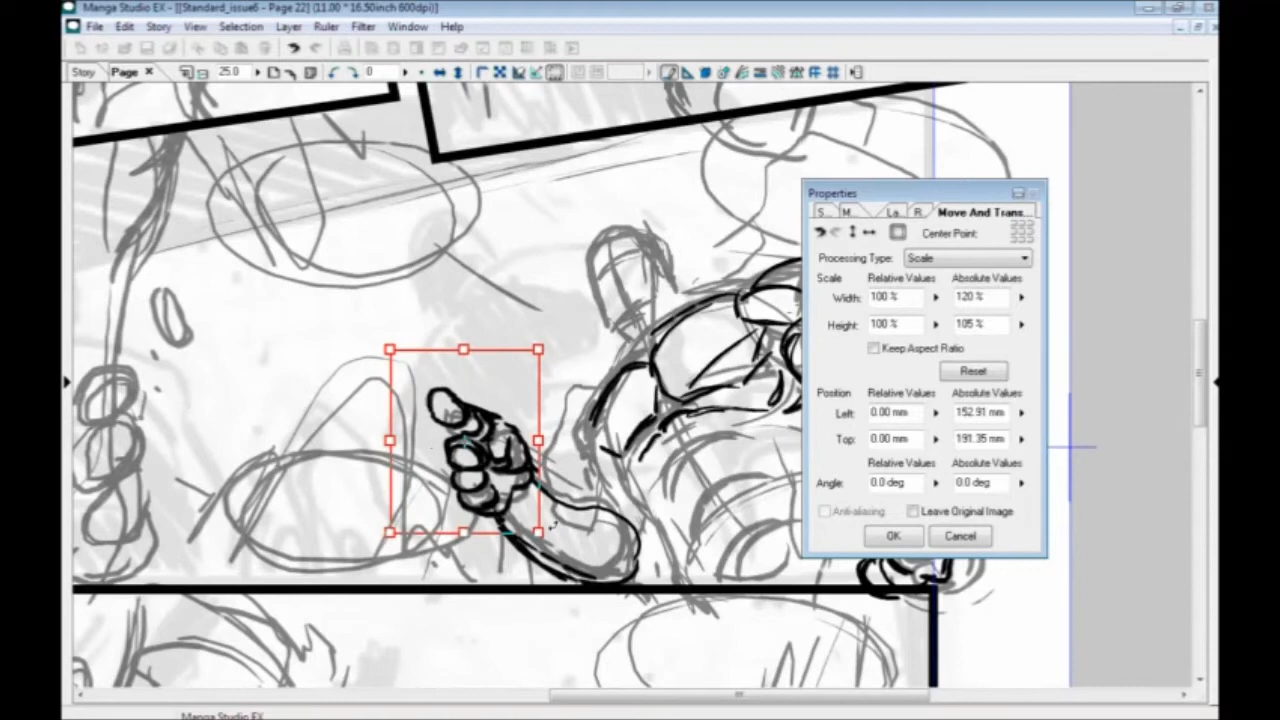 Manga Studio EX - [[Standard_issue6 - Page 22] (11.00 * 16.50inch 600dpi)]
File Edit Story View Selection Layer Ruler Filter Window Help
Story Page 25.0 0
Properties
S... M... La... R... Move And Trans...
Center Point:
Processing Type: Scale
Scale Relative Values Absolute Values
Width: 100 % 120 %
Height: 100 % 105 %
Keep Aspect Ratio
Reset
Position Relative Values Absolute Values
Left: 0.00 mm 152.91 mm
Top: 0.00 mm 191.35 mm
Relative Values Absolute Values
Angle: 0.0 deg 0.0 deg
Anti-aliasing Leave Original Image
OK Cancel
Manga Studio EX